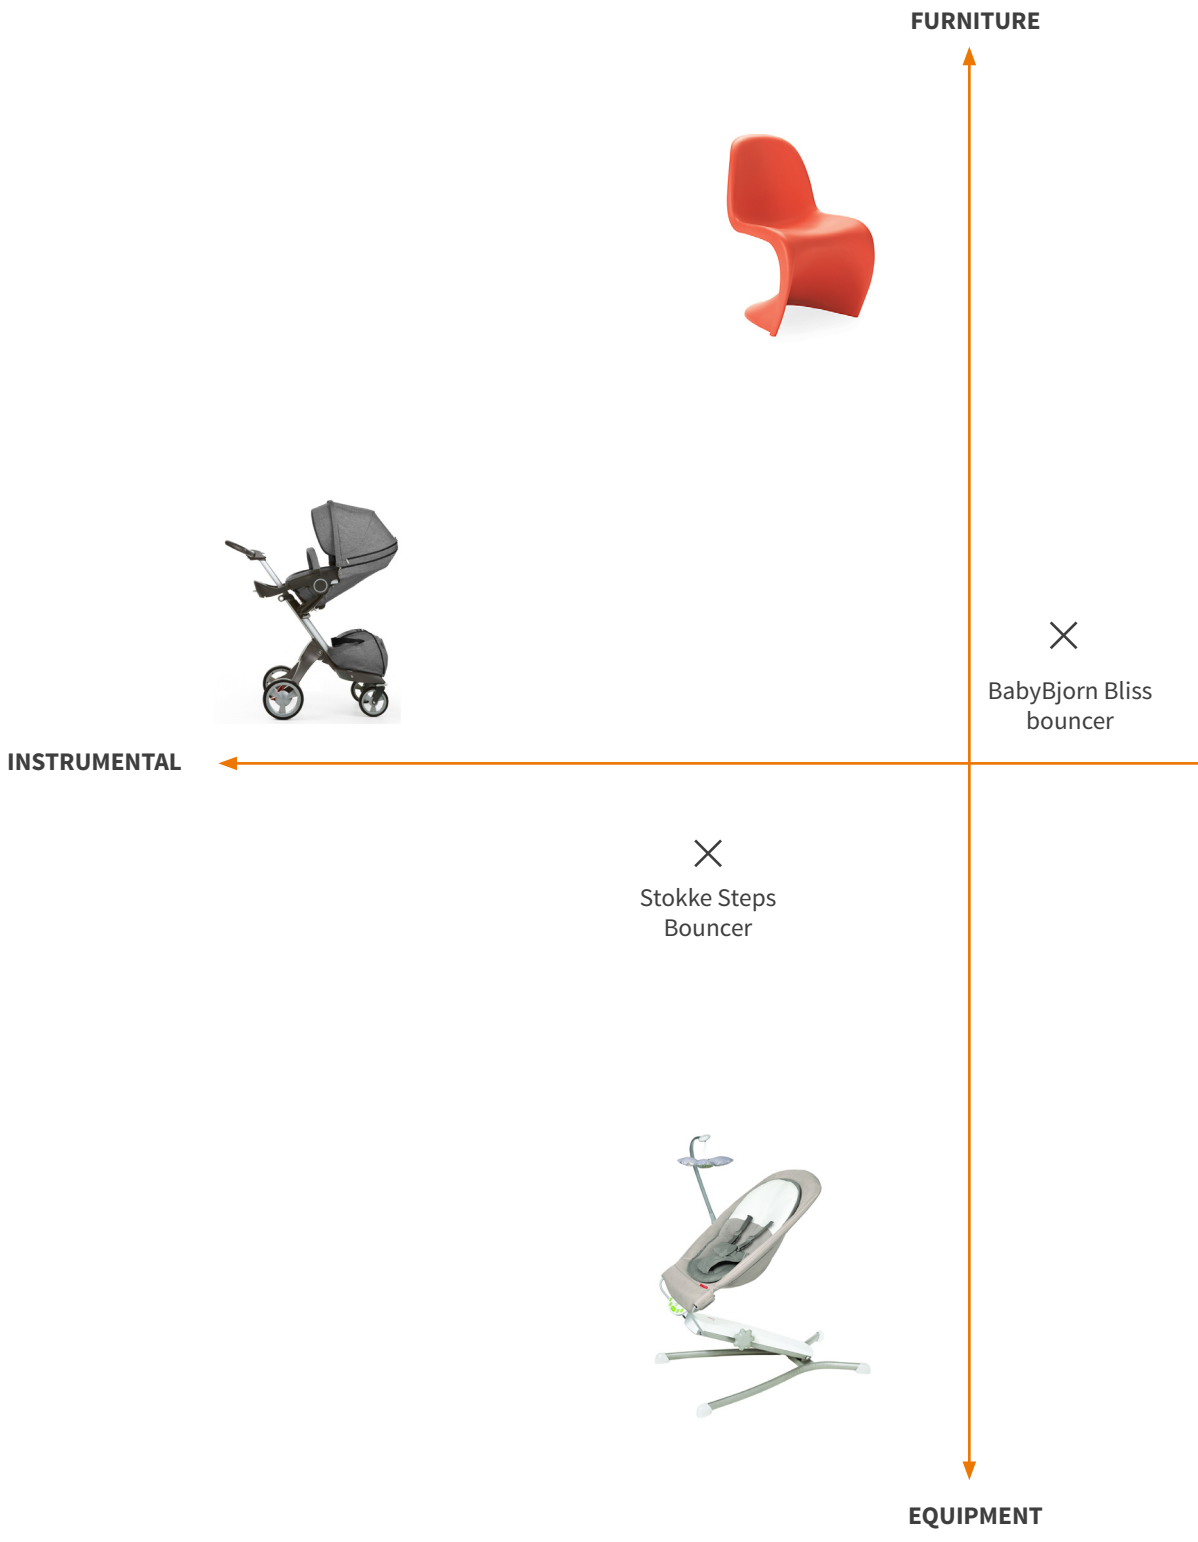 FURNITURE
BabyBjorn Bliss
bouncer
INSTRUMENTAL
Stokke Steps
Bouncer
EQUIPMENT